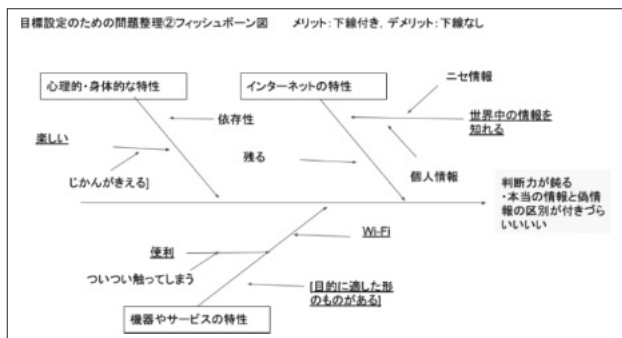 目標設定のための問題整理②フィッシュボーン図 メリット：下線付き，デメリット：下線なし
心理的・身体的な特性
インターネットの特性
ニセ情報
依存性
世界中の情報を
知れる
楽しい
残る
個人情報
じかんがきえる]
判断力が鈍る
・本当の情報と偽情
報の区別が付きづら
いいいい
Wi-Fi
便利
ついつい触ってしまう
[目的に適した形
のものがある]
機器やサービスの特性